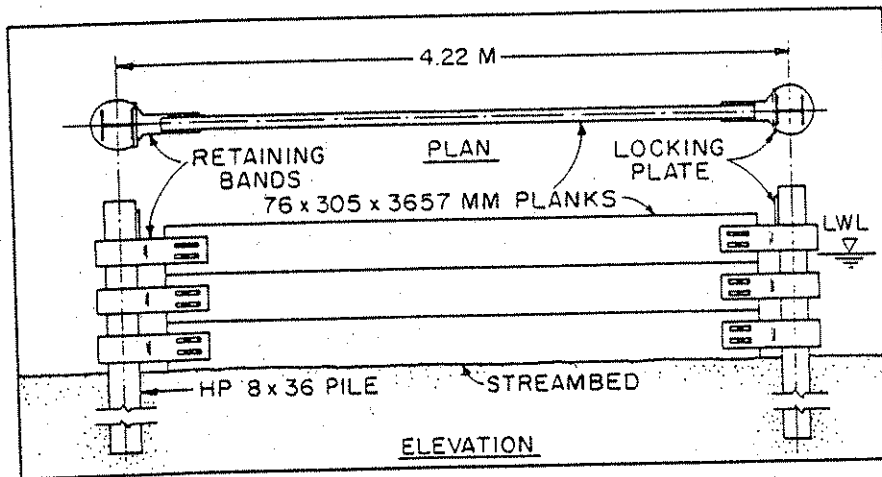 4.22 M
RETAINING
BANDS
PLAN
LOCKING
PLATE
76 x 305 x 3657 MM PLANKS
LWL
HP 8 x 36 PILE
STREAMBED
ELEVATION